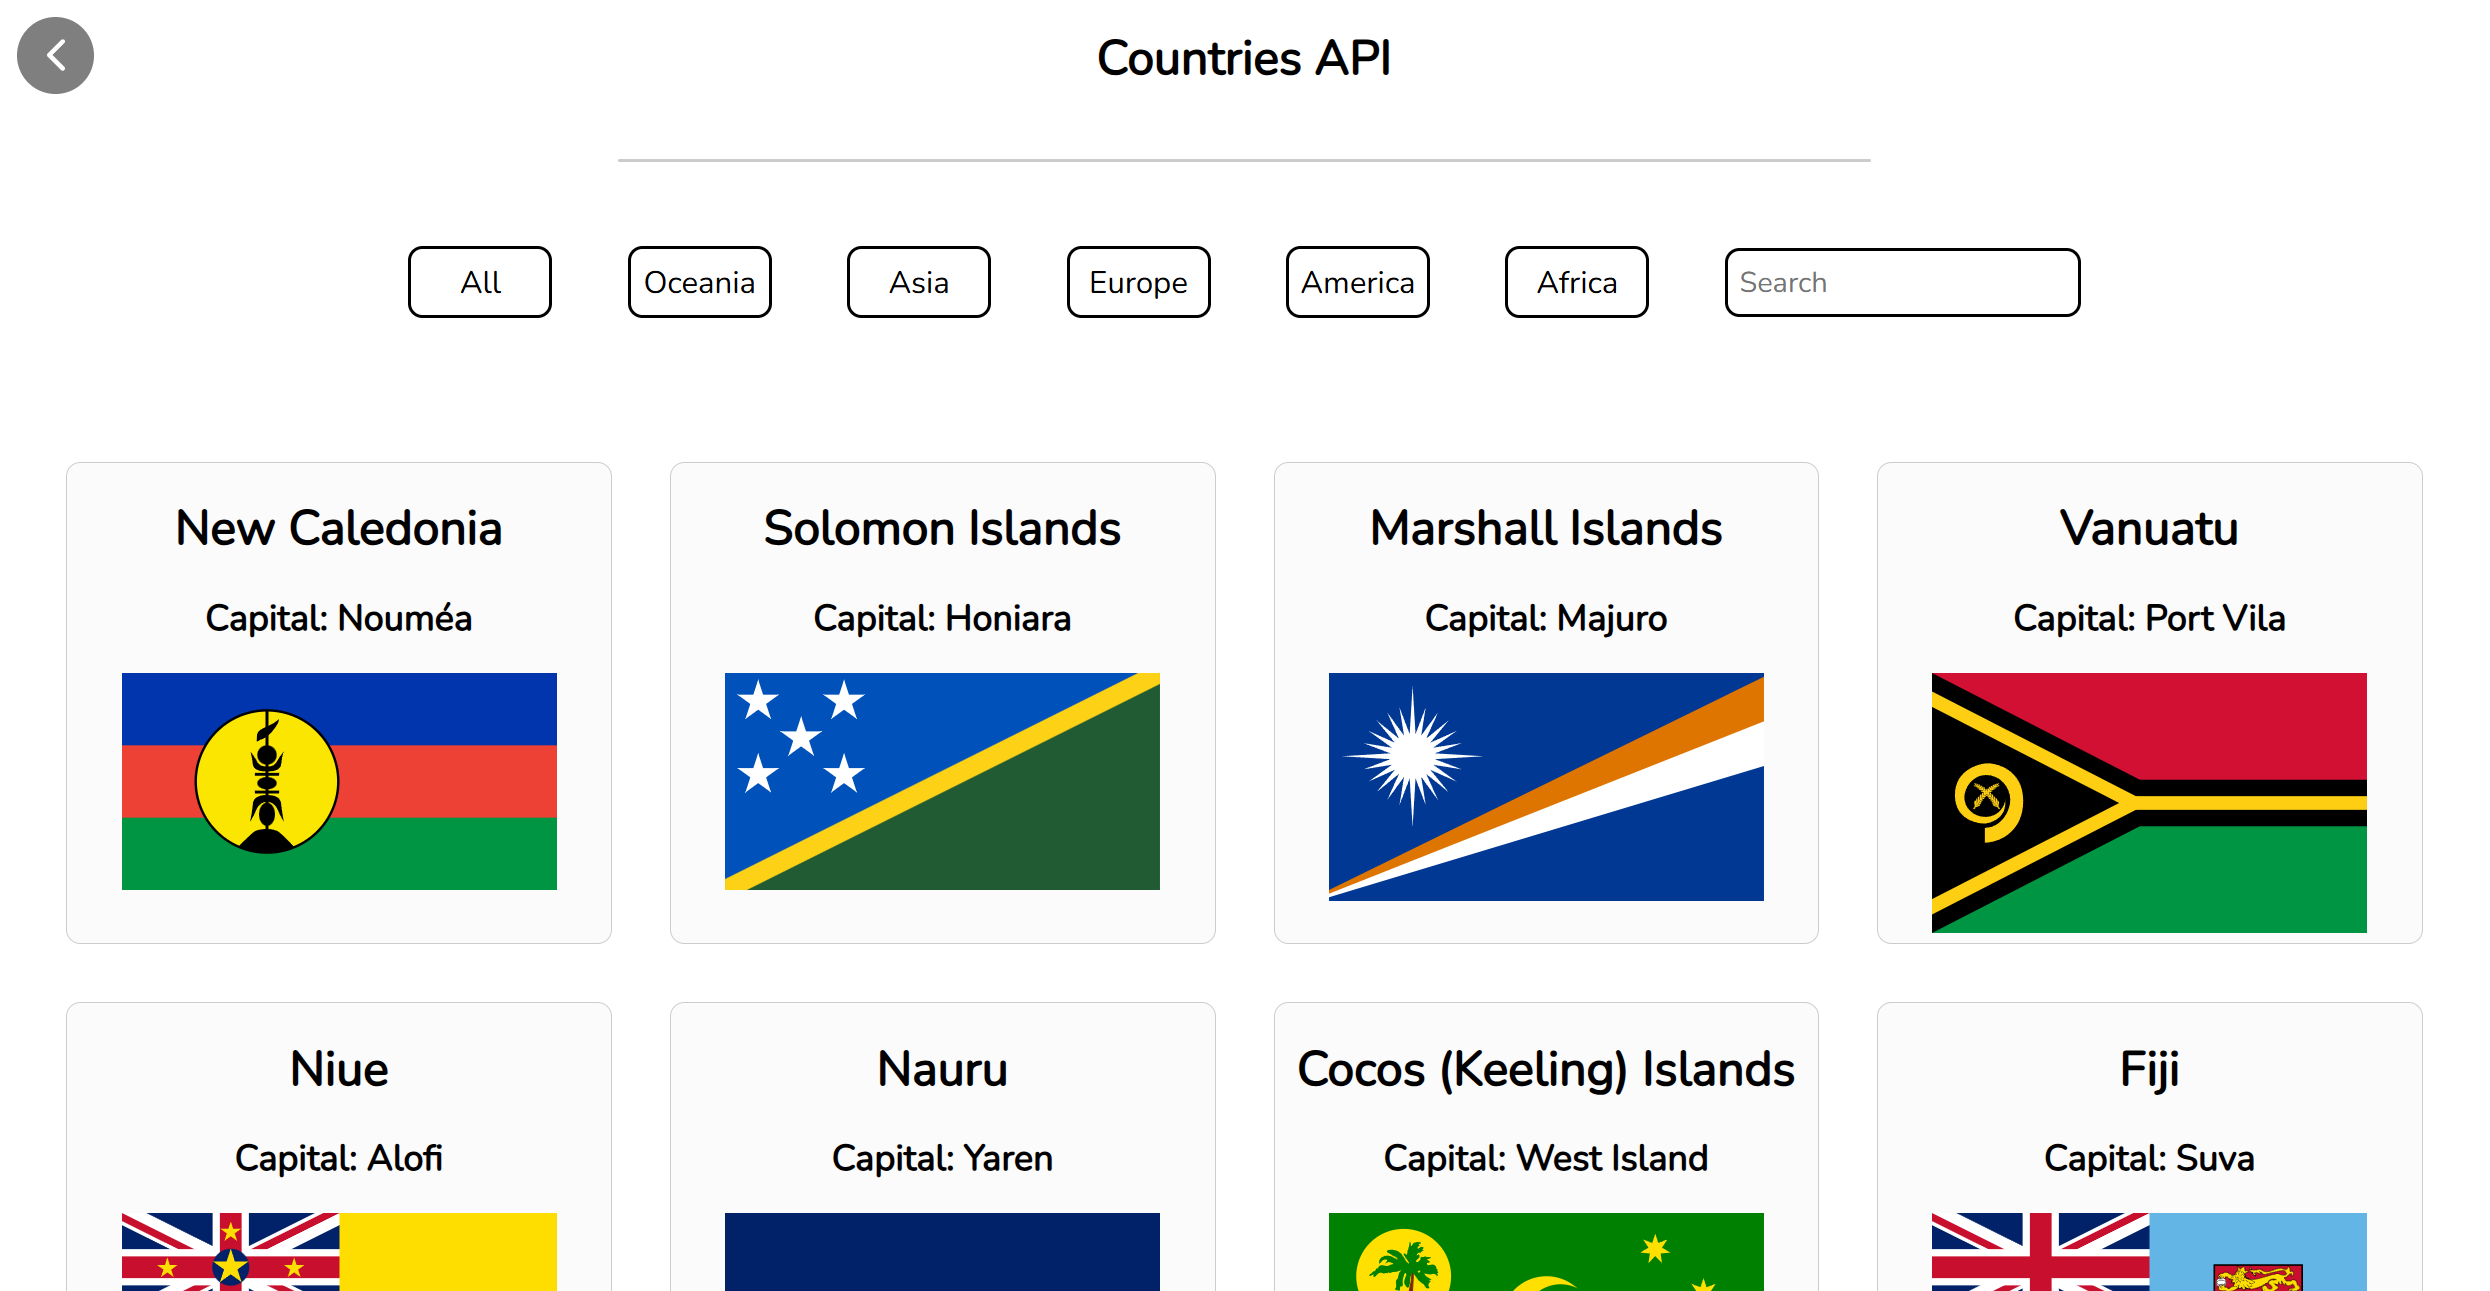 Countries API
All
Oceania
Asia
Europe
America
Africa
Search
New Caledonia
Capital: Nouméa
Solomon Islands
Capital: Honiara
Marshall Islands
Capital: Majuro
Vanuatu
Capital: Port Vila
Niue
Capital: Alofi
Nauru
Capital: Yaren
Cocos (Keeling) Islands
Capital: West Island
Fiji
Capital: Suva